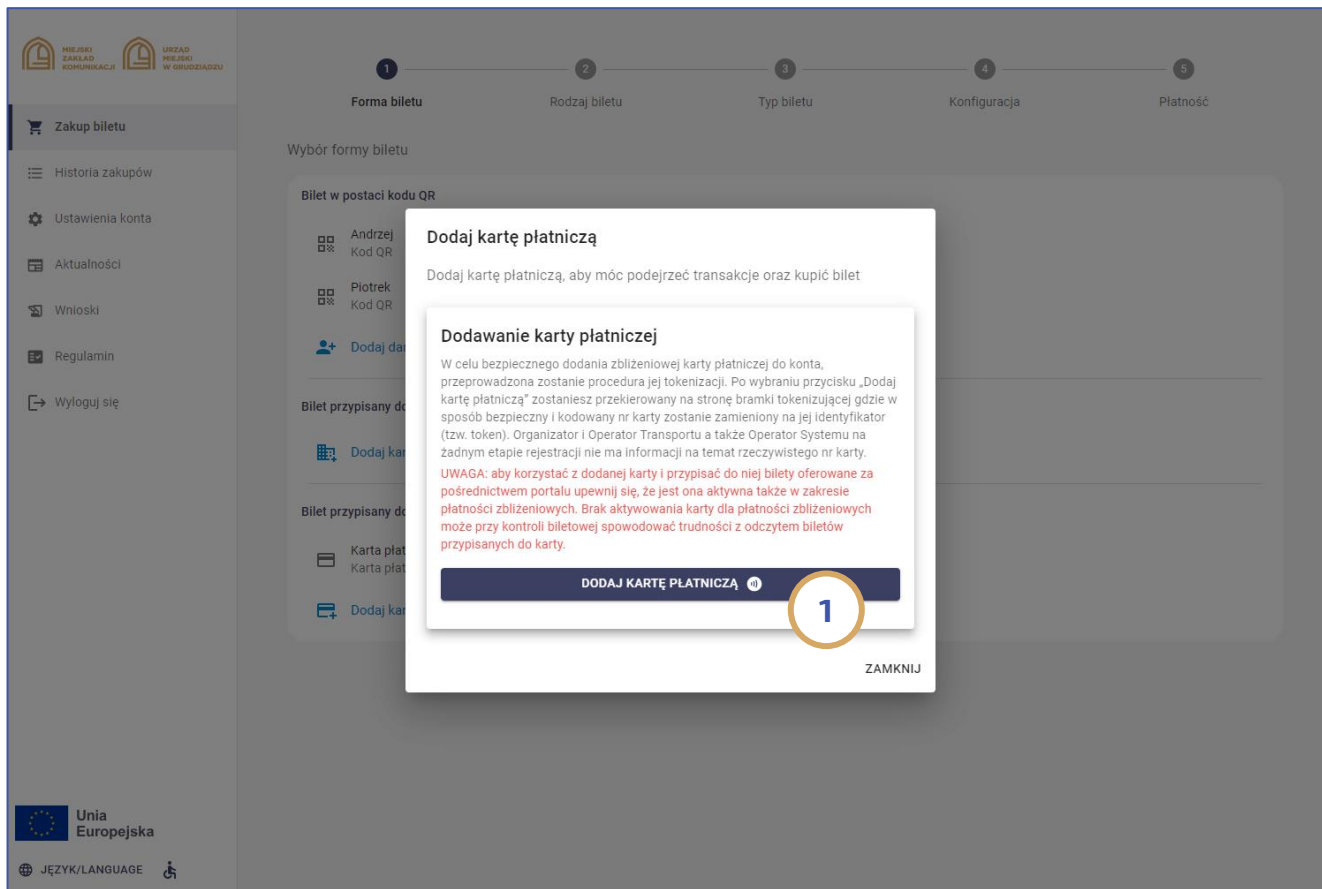 MIEJSKI
ZAKŁAD
KOMUNIKACJI
URZĄD
MIEJSKI
W GRUDZIĄDZU
Zakup biletu
Historia zakupów
Ustawienia konta
Aktualności
Wnioski
Regulamin
Wyloguj się
Unia
Europejska
JĘZYK/LANGUAGE
1
2
3
4
5
Forma biletu
Rodzaj biletu
Typ biletu
Konfiguracja
Płatność
Wybór formy biletu
Bilet w postaci kodu QR
Andrzej
Kod QR
Piotrek
Kod QR
Dodaj
Bilet przypisany
Dodaj
Bilet przypisany
Karta
Karta
Dodaj
Dodaj kartę płatniczą
Dodaj kartę płatniczą, aby móc podejrzeć transakcje oraz kupić bilet
Dodawanie karty płatniczej
W celu bezpiecznego dodania zbliżeniowej karty płatniczej do konta,
przeprowadzona zostanie procedura jej tokenizacji. Po wybraniu przycisku „Dodaj
kartę płatniczą” zostaniesz przekierowany na stronę bramki tokenizującej gdzie w
sposób bezpieczny i kodowany nr karty zostanie zamieniony na jej identyfikator
(tzw. token). Organizator i Operator Transportu a także Operator Systemu na
żadnym etapie rejestracji nie ma informacji na temat rzeczywistego nr karty.
UWAGA: aby korzystać z dodanej karty i przypisać do niej bilety oferowane za
pośrednictwem portalu upewnij się, że jest ona aktywna także w zakresie
płatności zbliżeniowych. Brak aktywowania karty dla płatności zbliżeniowych
może przy kontroli biletowej spowodować trudności z odczytem biletów
przypisanych do karty.
DODAJ KARTĘ PŁATNICZĄ
1
ZAMKNIJ